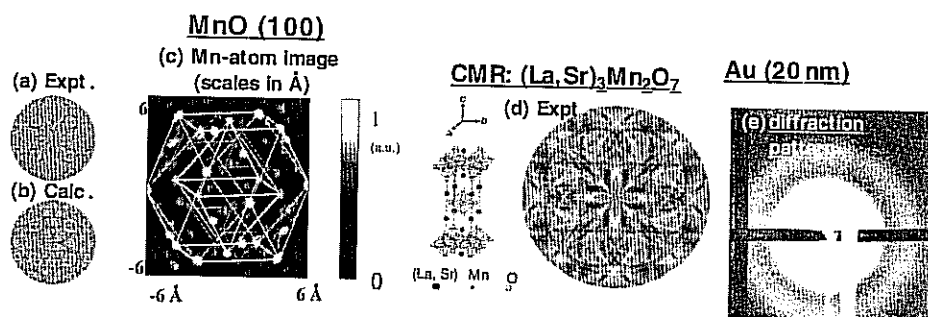 MnO (100)
(a) Expt.
(b) Calc.
(c) Mn-atom image
(scales in Å)
6
-6
-6 Å
6 Å
1
(a.u.)
0
CMR: (La,Sr)₃Mn₂O₇
(d) Expt
c
b
(La, Sr) Mn O
Au (20 nm)
(e) diffraction
pattern